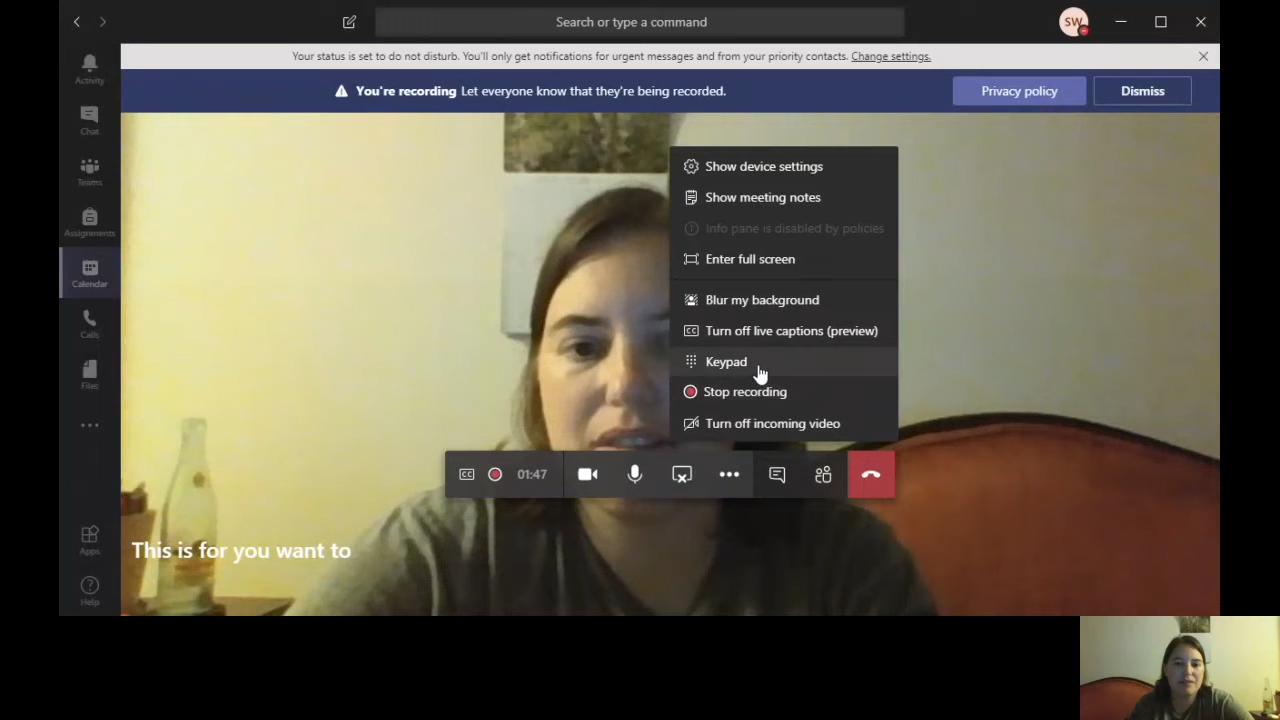 Search or type a command
SW
Your status is set to do not disturb. You'll only get notifications for urgent messages and from your priority contacts. Change settings.
You're recording Let everyone know that they're being recorded.
Privacy policy
Dismiss
Activity
Chat
Teams
Assignments
Calendar
Calls
Files
Apps
Help
Show device settings
Show meeting notes
Info pane is disabled by policies
Enter full screen
Blur my background
CC Turn off live captions (preview)
Keypad
Stop recording
Turn off incoming video
CC 01:47
This is for you want to